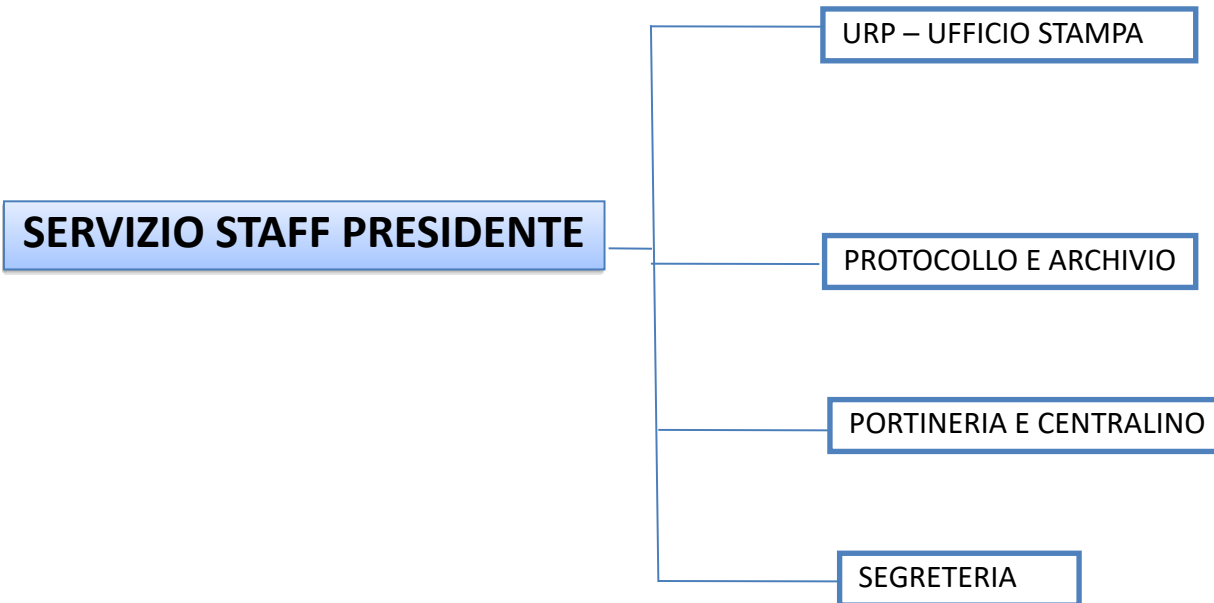 URP – UFFICIO STAMPA
SERVIZIO STAFF PRESIDENTE
PROTOCOLLO E ARCHIVIO
PORTINERIA E CENTRALINO
SEGRETERIA